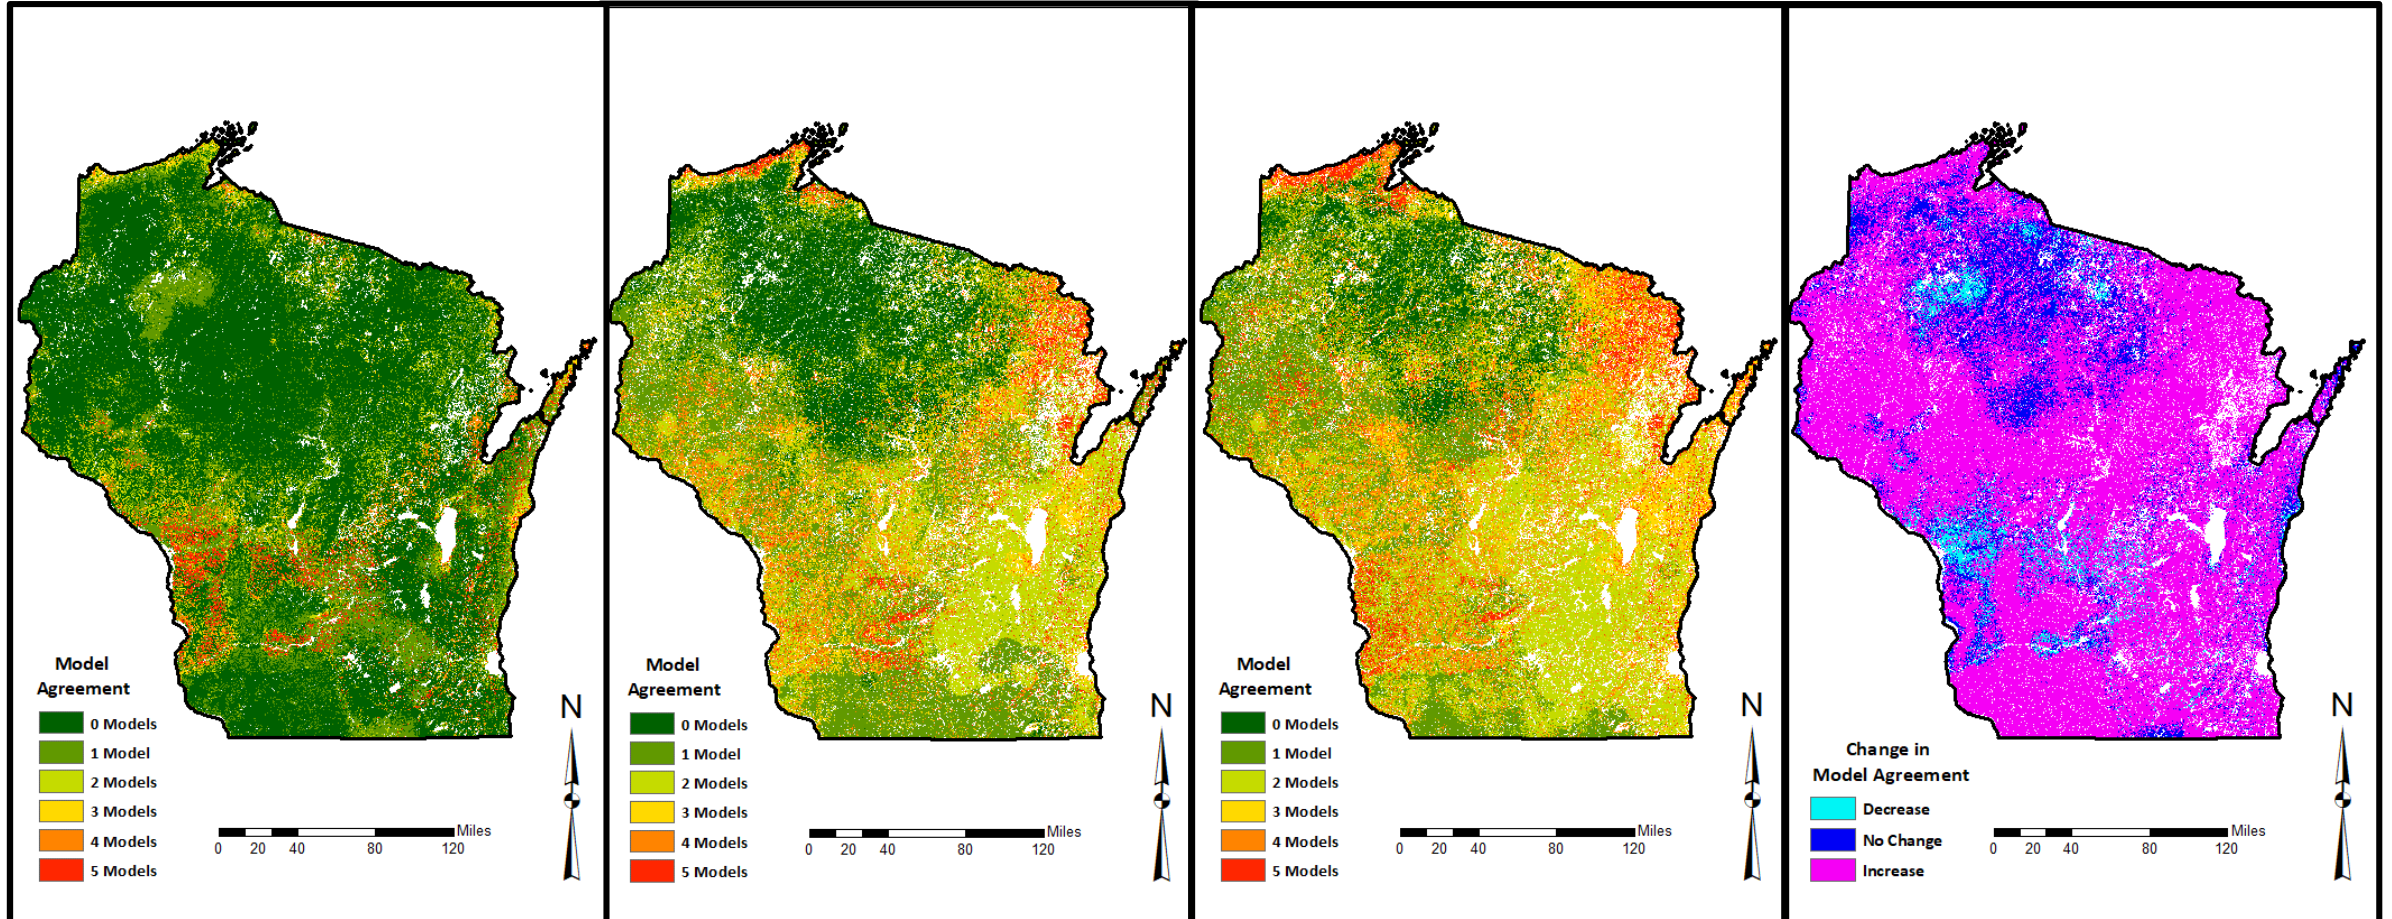 Model
Agreement
0 Models
1 Model
2 Models
3 Models
4 Models
5 Models
N
Miles
0 20 40 80 120
Model
Agreement
0 Models
1 Model
2 Models
3 Models
4 Models
5 Models
N
Miles
0 20 40 80 120
Model
Agreement
0 Models
1 Model
2 Models
3 Models
4 Models
5 Models
N
Miles
0 20 40 80 120
Change in
Model Agreement
Decrease
No Change
Increase
N
Miles
0 20 40 80 120